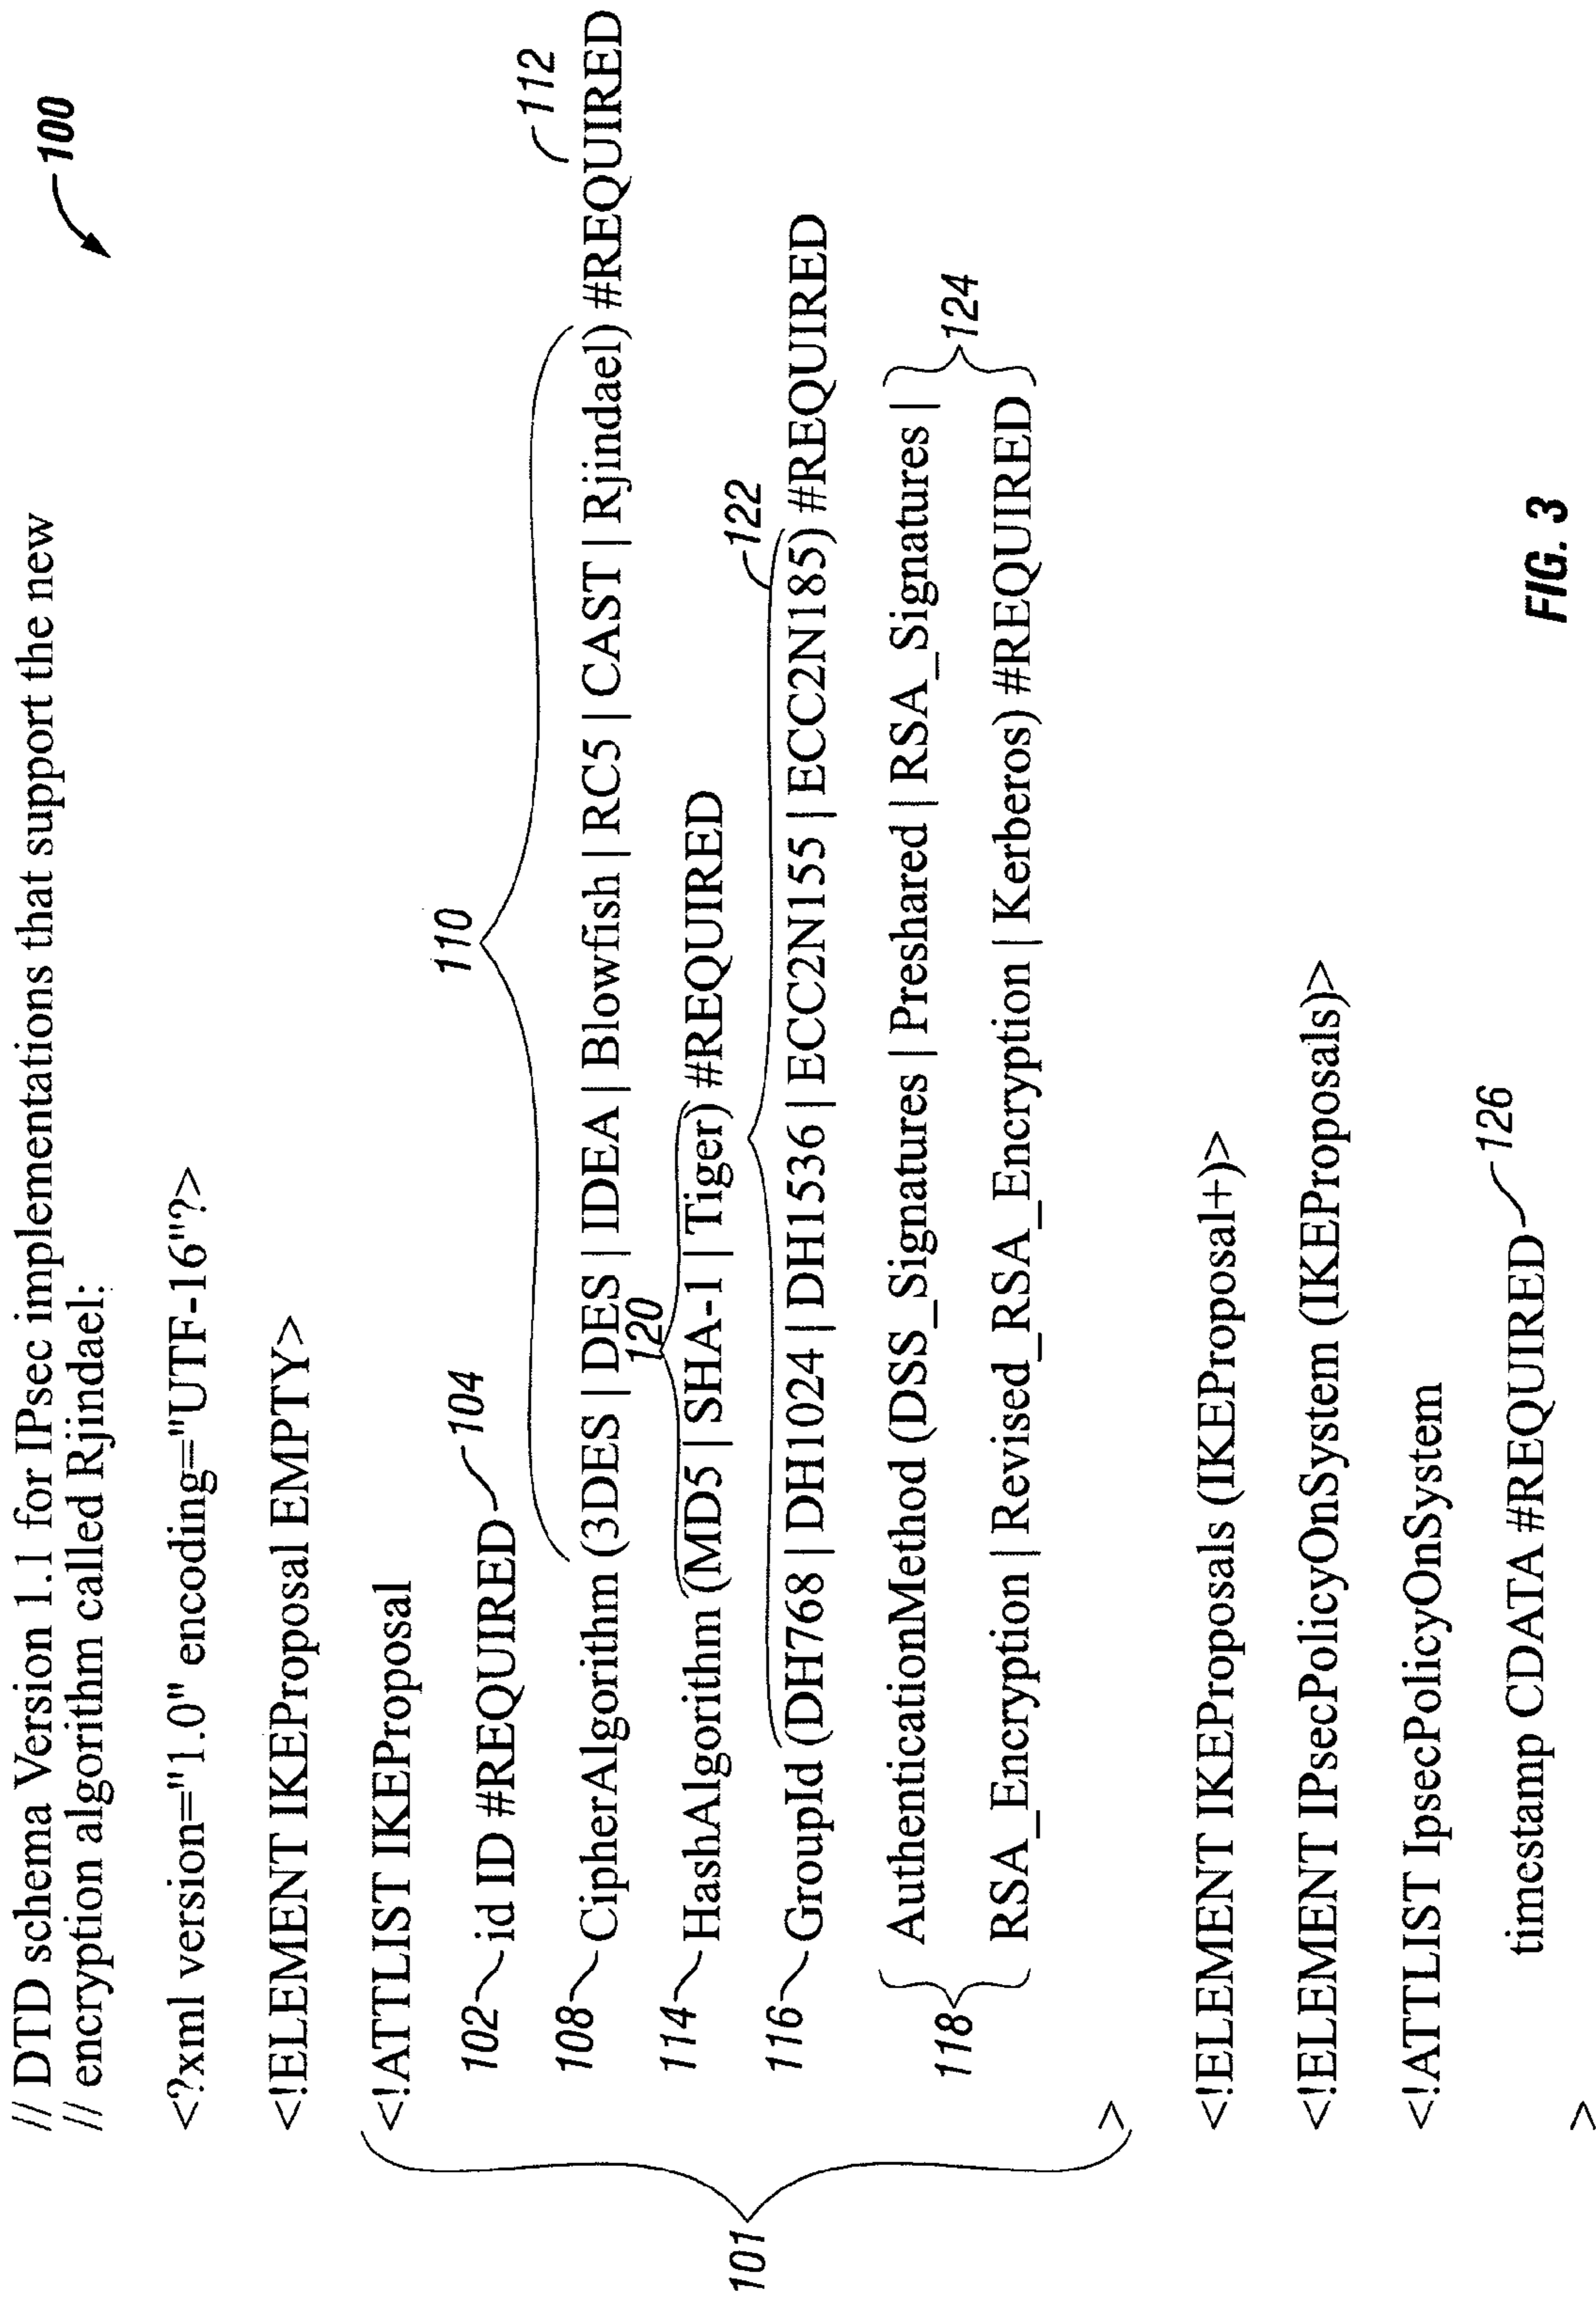 100
// DTD schema Version 1.1 for IPsec implementations that support the new
// encryption algorithm called Rjindael:
<?xml version="1.0" encoding="UTF-16"?>
<!ELEMENT IKEProposal EMPTY>
<!ATTLIST IKEProposal
102 id ID #REQUIRED 104
110
108 CipherAlgorithm (3DES | DES | IDEA | Blowfish | RC5 | CAST | Rjindael) #REQUIRED 112
120
114 HashAlgorithm (MD5 | SHA-1 | Tiger) #REQUIRED
122
116 GroupId (DH768 | DH1024 | DH1536 | ECC2N155 | ECC2N185) #REQUIRED
AuthenticationMethod (DSS_Signatures | Preshared | RSA_Signatures |
118 124
RSA_Encryption | Revised_RSA_Encryption | Kerberos) #REQUIRED
>
101
<!ELEMENT IKEProposals (IKEProposal+)>
<!ELEMENT IPsecPolicyOnSystem (IKEProposals)>
<!ATTLIST IpsecPolicyOnSystem
timestamp CDATA #REQUIRED 126
>
FIG. 3